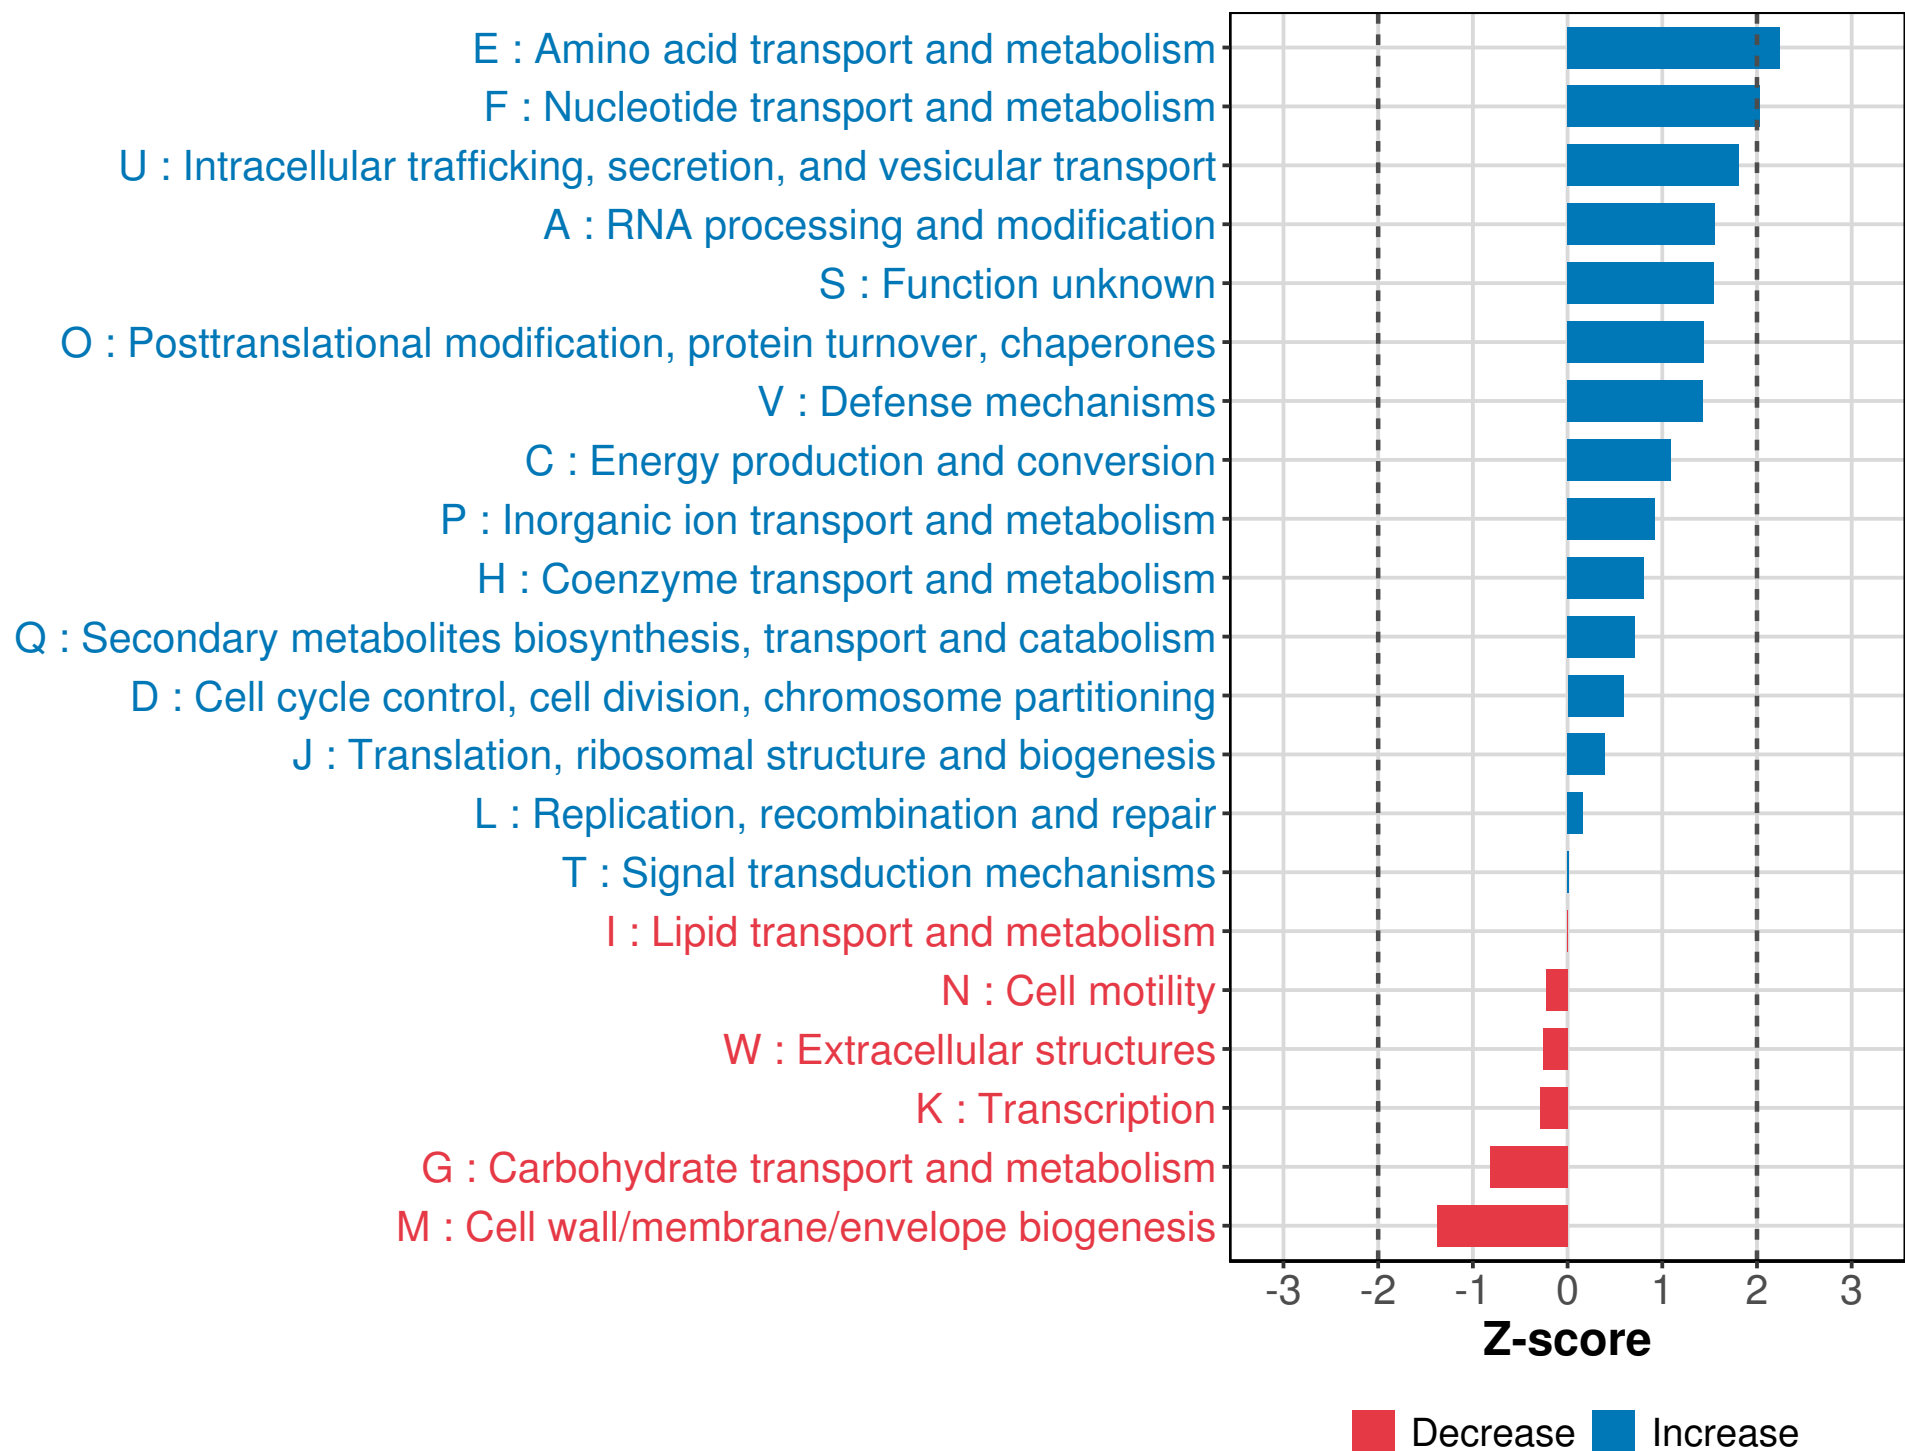 E : Amino acid transport and metabolism
F : Nucleotide transport and metabolism
U : Intracellular trafficking, secretion, and vesicular transport
A : RNA processing and modification
S : Function unknown
O : Posttranslational modification, protein turnover, chaperones
V : Defense mechanisms
C : Energy production and conversion
P : Inorganic ion transport and metabolism
H : Coenzyme transport and metabolism
Q : Secondary metabolites biosynthesis, transport and catabolism
D : Cell cycle control, cell division, chromosome partitioning
J : Translation, ribosomal structure and biogenesis
L : Replication, recombination and repair
T : Signal transduction mechanisms
I : Lipid transport and metabolism
N : Cell motility
W : Extracellular structures
K : Transcription
G : Carbohydrate transport and metabolism
M : Cell wall/membrane/envelope biogenesis
-3 -2 -1 0 1 2 3
Z-score
Decrease Increase